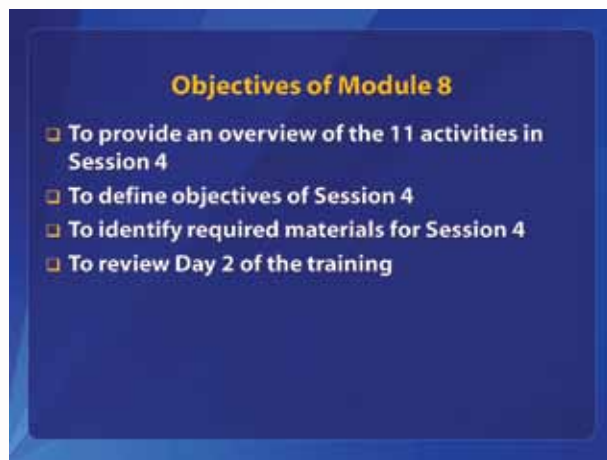 Objectives of Module 8
To provide an overview of the 11 activities in
Session 4
To define objectives of Session 4
To identify required materials for Session 4
To review Day 2 of the training